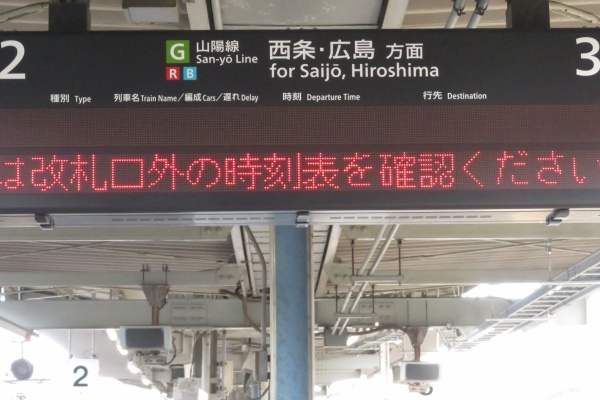 2 G 山陽線 San-yō Line R B 西条・広島 方面 for Saijō, Hiroshima 3
種別 Type 列車名 Train Name/編成 Cars/遅れ Delay 時刻 Departure Time 行先 Destination
は改札口外の時刻表を確認ください
2